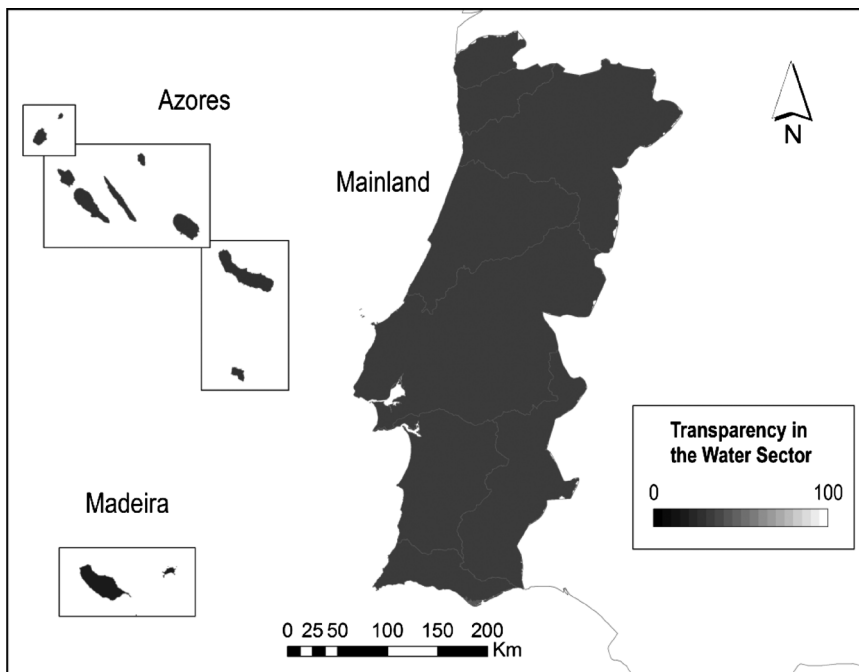 Azores
Mainland
N
Madeira
Transparency in
the Water Sector
0 100
0 25 50 100 150 200
Km